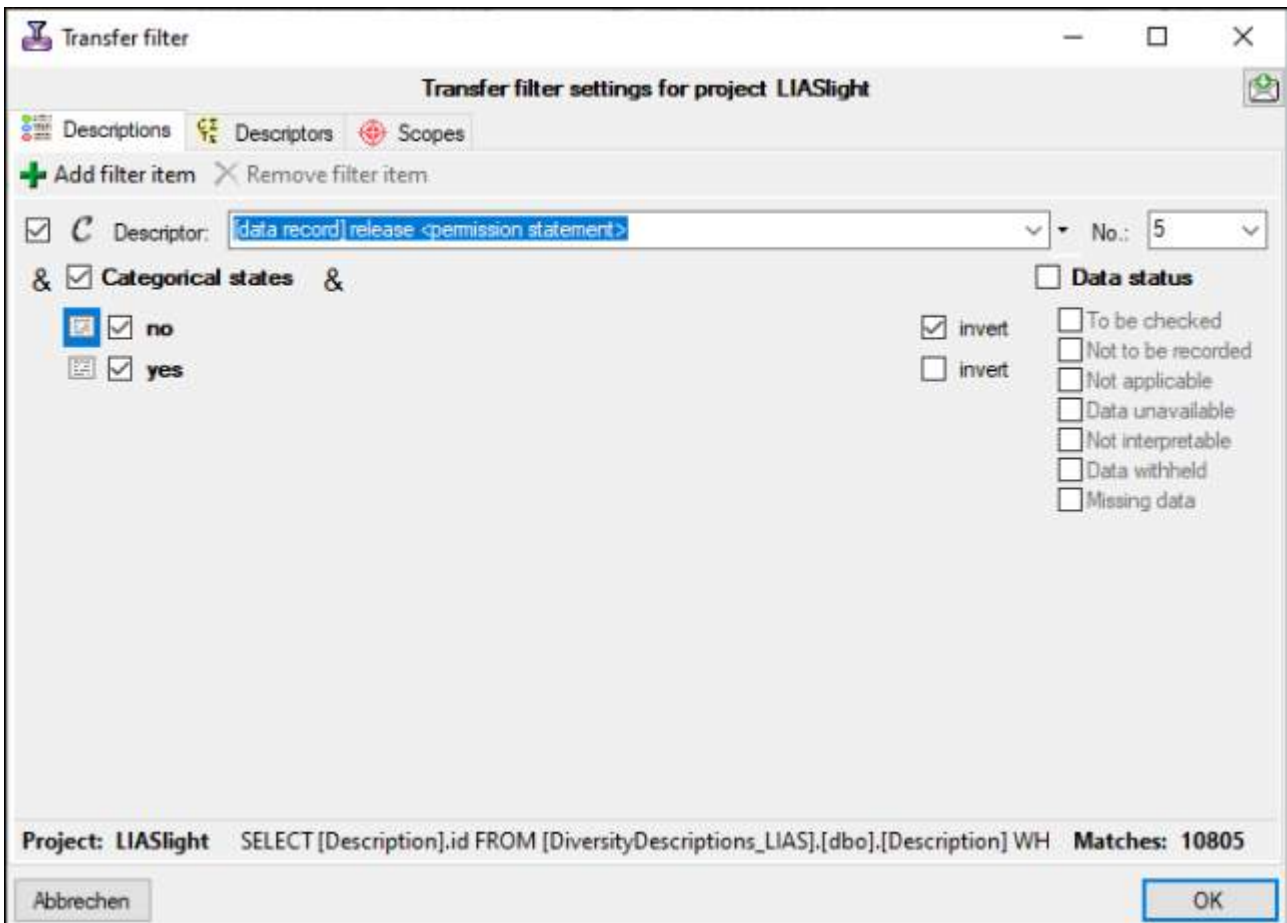 Transfer filter
Transfer filter settings for project LIASlight
Descriptions Descriptors Scopes
Add filter item Remove filter item
C Descriptor: [data record] release <permission statement> No.: 5
& Categorical states & Data status
no invert To be checked
Not to be recorded
yes invert Not applicable
Data unavailable
Not interpretable
Data withheld
Missing data
Project: LIASlight SELECT [Description].id FROM [DiversityDescriptions_LIAS].[dbo].[Description] WH Matches: 10805
Abbrechen OK